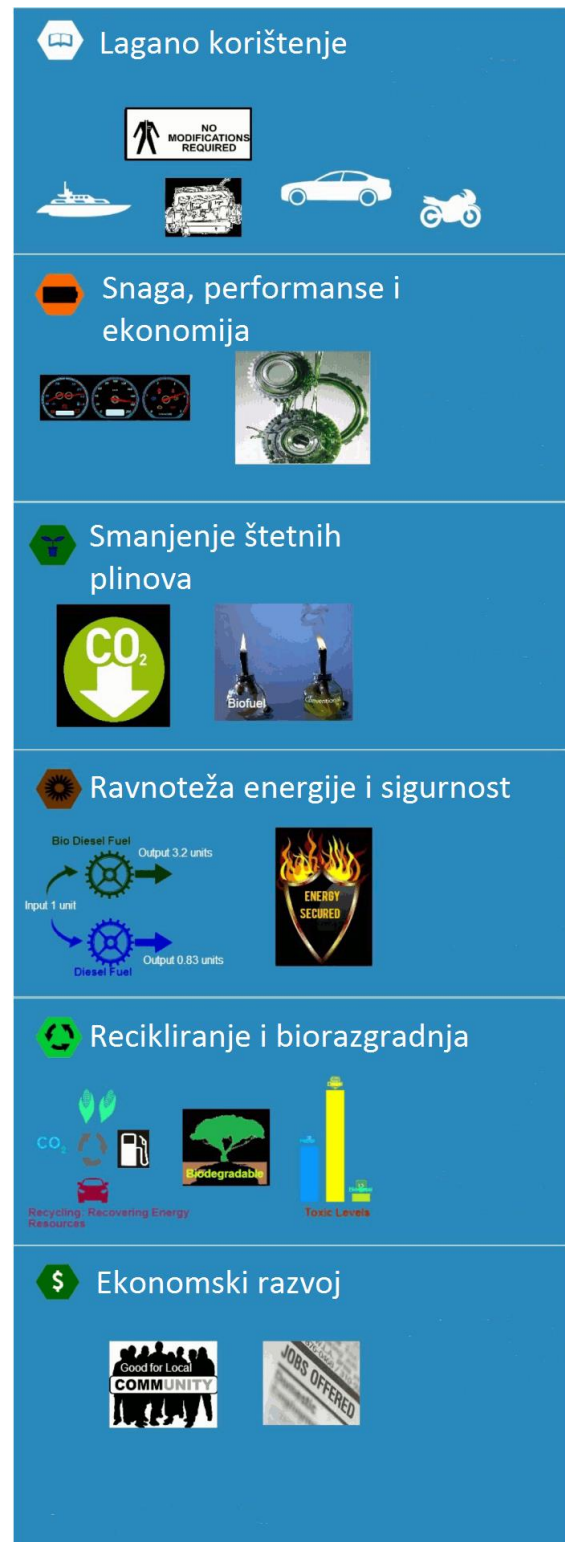 Lagano korištenje
NO
MODIFICATIONS
REQUIRED
Snaga, performanse i
ekonomija
Smanjenje štetnih
plinova
CO2
Biofuel
Ravnoteža energije i sigurnost
Bio Diesel Fuel
Output 3.2 units
Input 1 unit
Output 0.83 units
Diesel Fuel
ENERGY
SECURED
Recikliranje i biorazgradnja
CO2
Recycling: Recovering Energy
Resources
Biodegradable
Toxic Levels
$ Ekonomski razvoj
Good for Local
COMMUNITY
JOBS OFFERED